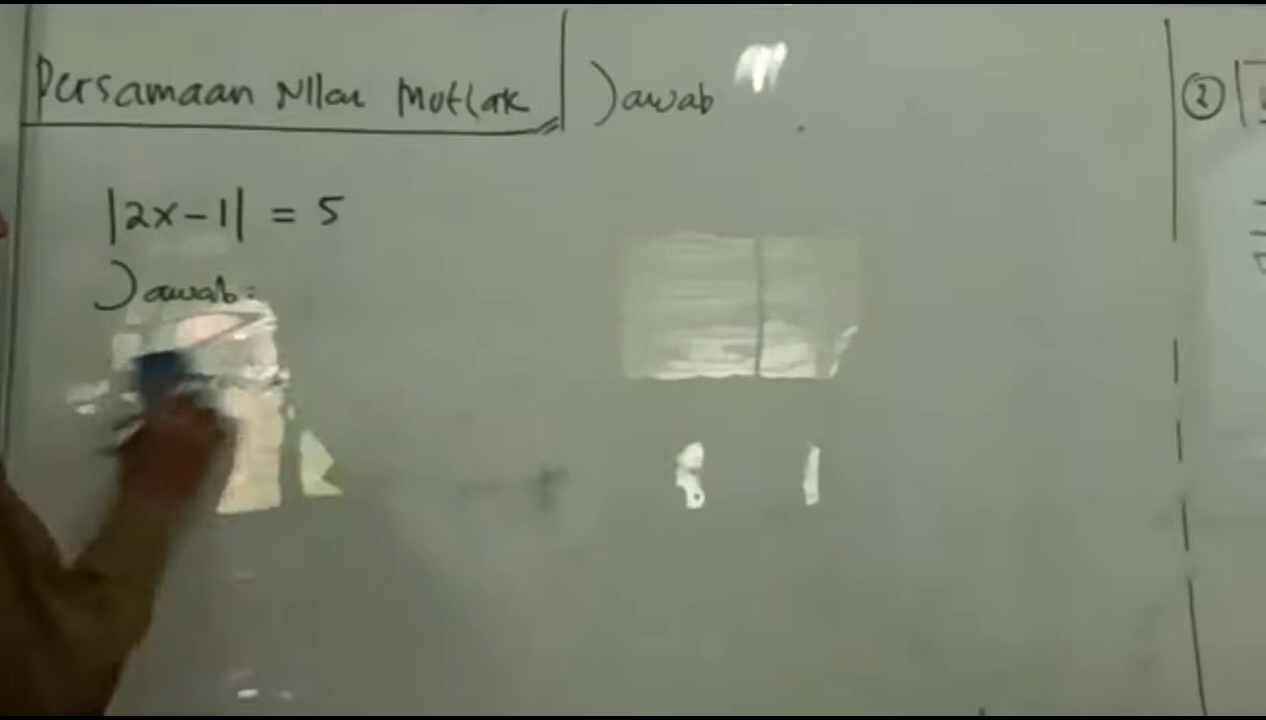 Persamaan Nilai Mutlak
Jawab
|2x-1| = 5
Jawab:
②